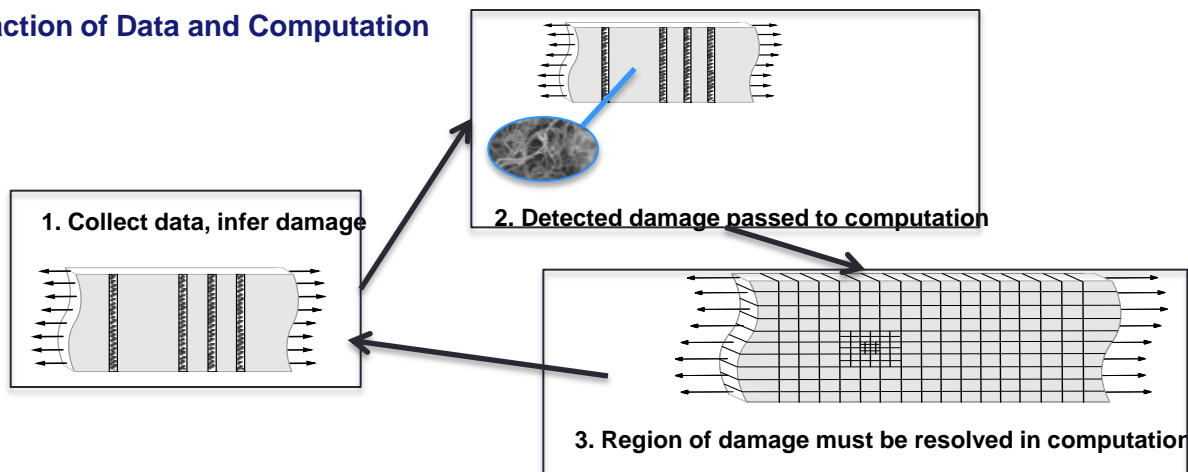 action of Data and Computation
1. Collect data, infer damage
2. Detected damage passed to computation
3. Region of damage must be resolved in computation